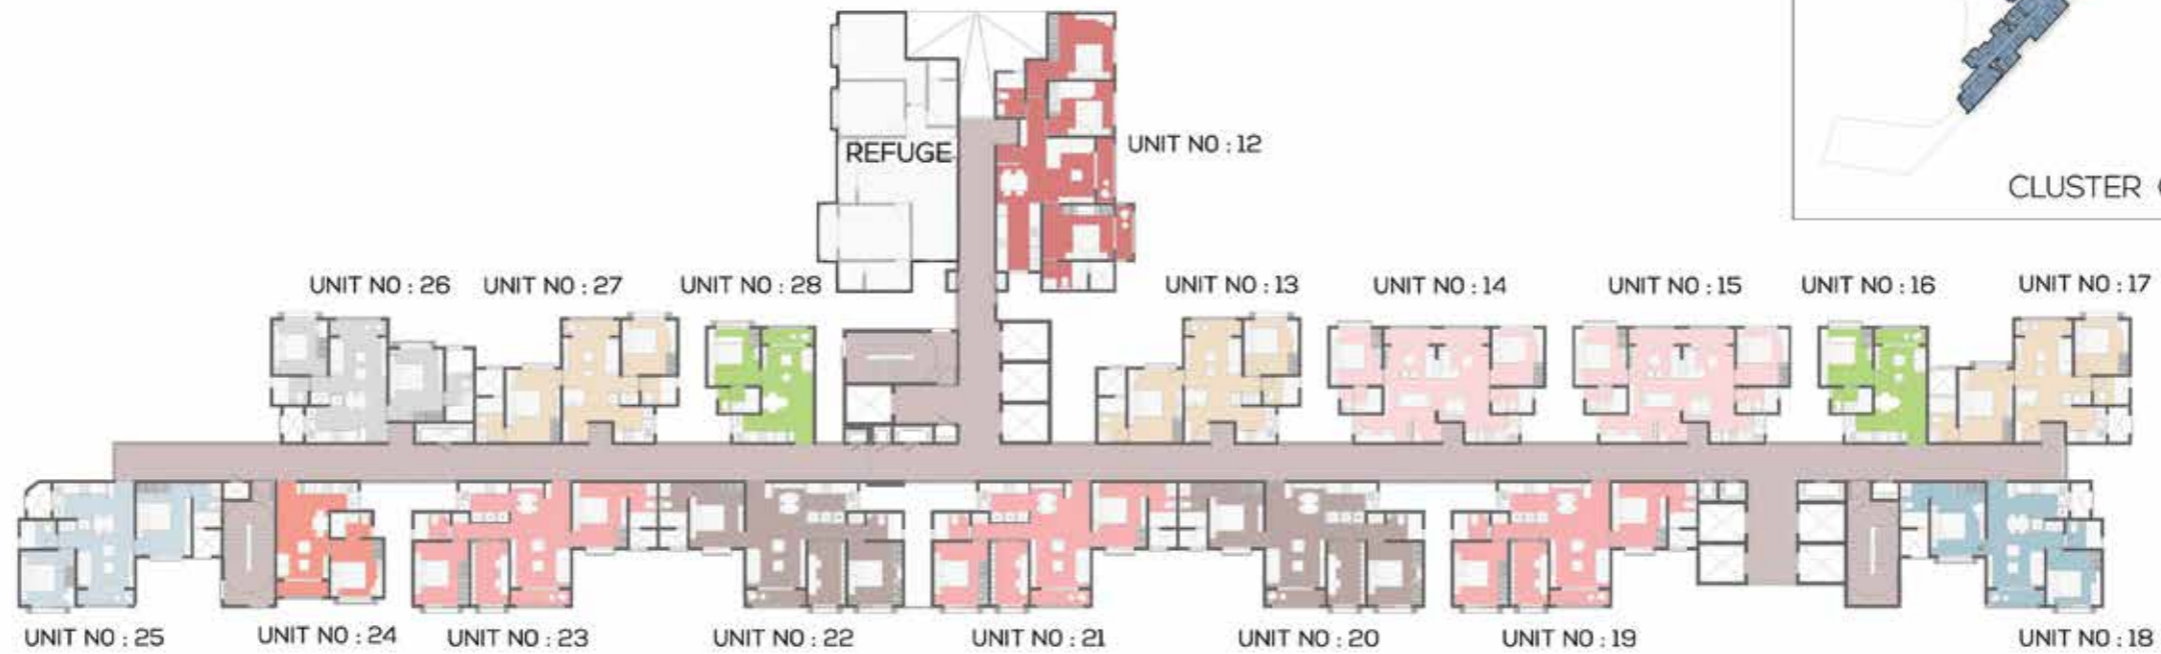 REFUGE
UNIT NO : 12
CLUSTER
UNIT NO : 26
UNIT NO : 27
UNIT NO : 28
UNIT NO : 13
UNIT NO : 14
UNIT NO : 15
UNIT NO : 16
UNIT NO : 17
UNIT NO : 25
UNIT NO : 24
UNIT NO : 23
UNIT NO : 22
UNIT NO : 21
UNIT NO : 20
UNIT NO : 19
UNIT NO : 18